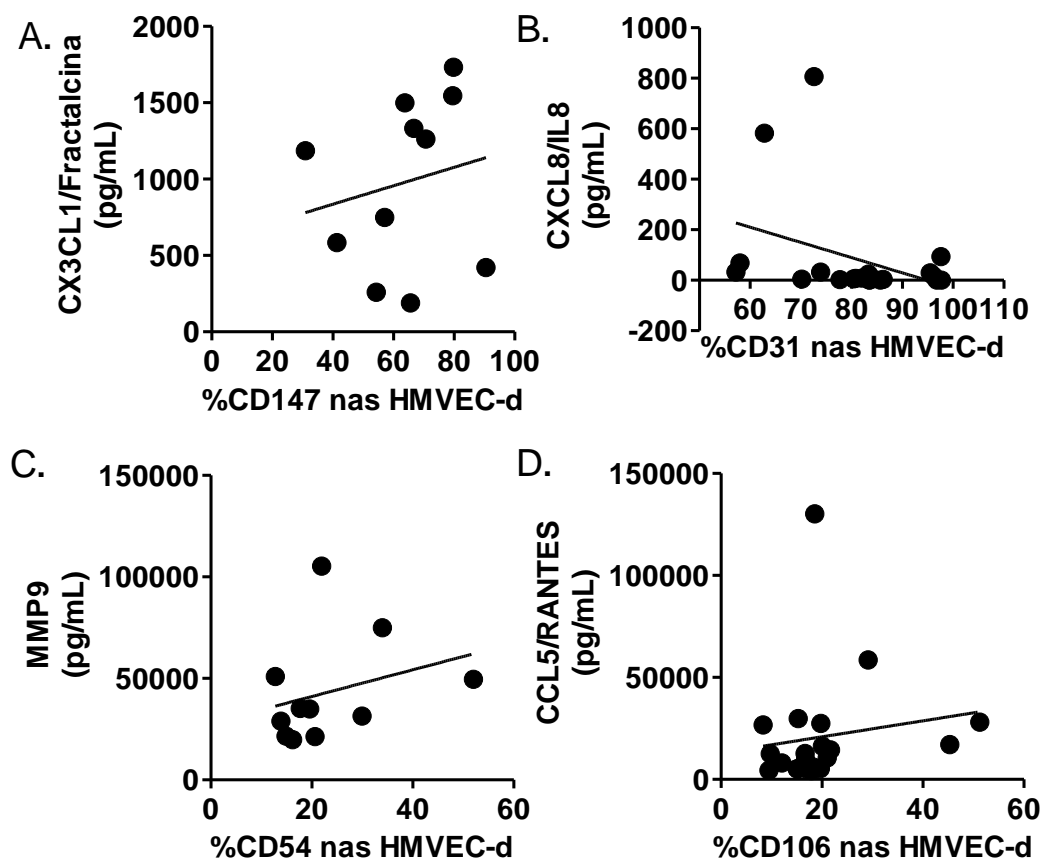 A.
CX3CL1/Fractalcina
(pg/mL)
2000
1500
1000
500
0
0 20 40 60 80 100
%CD147 nas HMVEC-d
B.
CXCL8/IL8
(pg/mL)
1000
800
600
400
200
0
-200
60 70 80 90 100 110
%CD31 nas HMVEC-d
C.
MMP9
(pg/mL)
150000
100000
50000
0
0 20 40 60
%CD54 nas HMVEC-d
D.
CCL5/RANTES
(pg/mL)
150000
100000
50000
0
0 20 40 60
%CD106 nas HMVEC-d